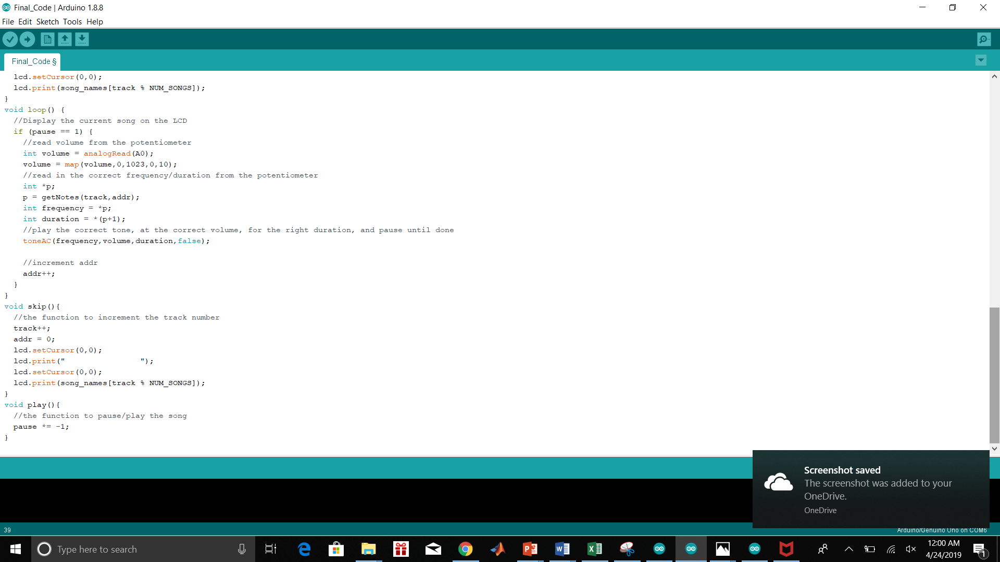 Final_Code | Arduino 1.8.8
File Edit Sketch Tools Help
Final_Code §
lcd.setCursor(0,0);
lcd.print(song_names[track % NUM_SONGS]);
}
void loop() {
//Display the current song on the LCD
if (pause == 1) {
//read volume from the potentiometer
int volume = analogRead(A0);
volume = map(volume,0,1023,0,10);
//read in the correct frequency/duration from the potentiometer
int *p;
p = getNotes(track,addr);
int frequency = *p;
int duration = *(p+1);
//play the correct tone, at the correct volume, for the right duration, and pause until done
toneAC(frequency,volume,duration,false);
//increment addr
addr++;
}
}
void skip(){
//the function to increment the track number
track++;
addr = 0;
lcd.setCursor(0,0);
lcd.print("                ");
lcd.setCursor(0,0);
lcd.print(song_names[track % NUM_SONGS]);
}
void play(){
//the function to pause/play the song
pause *= -1;
}
Screenshot saved
The screenshot was added to your
OneDrive.
OneDrive
39
Arduino/Genuino Uno on COM6
Type here to search
12:00 AM
4/24/2019
1